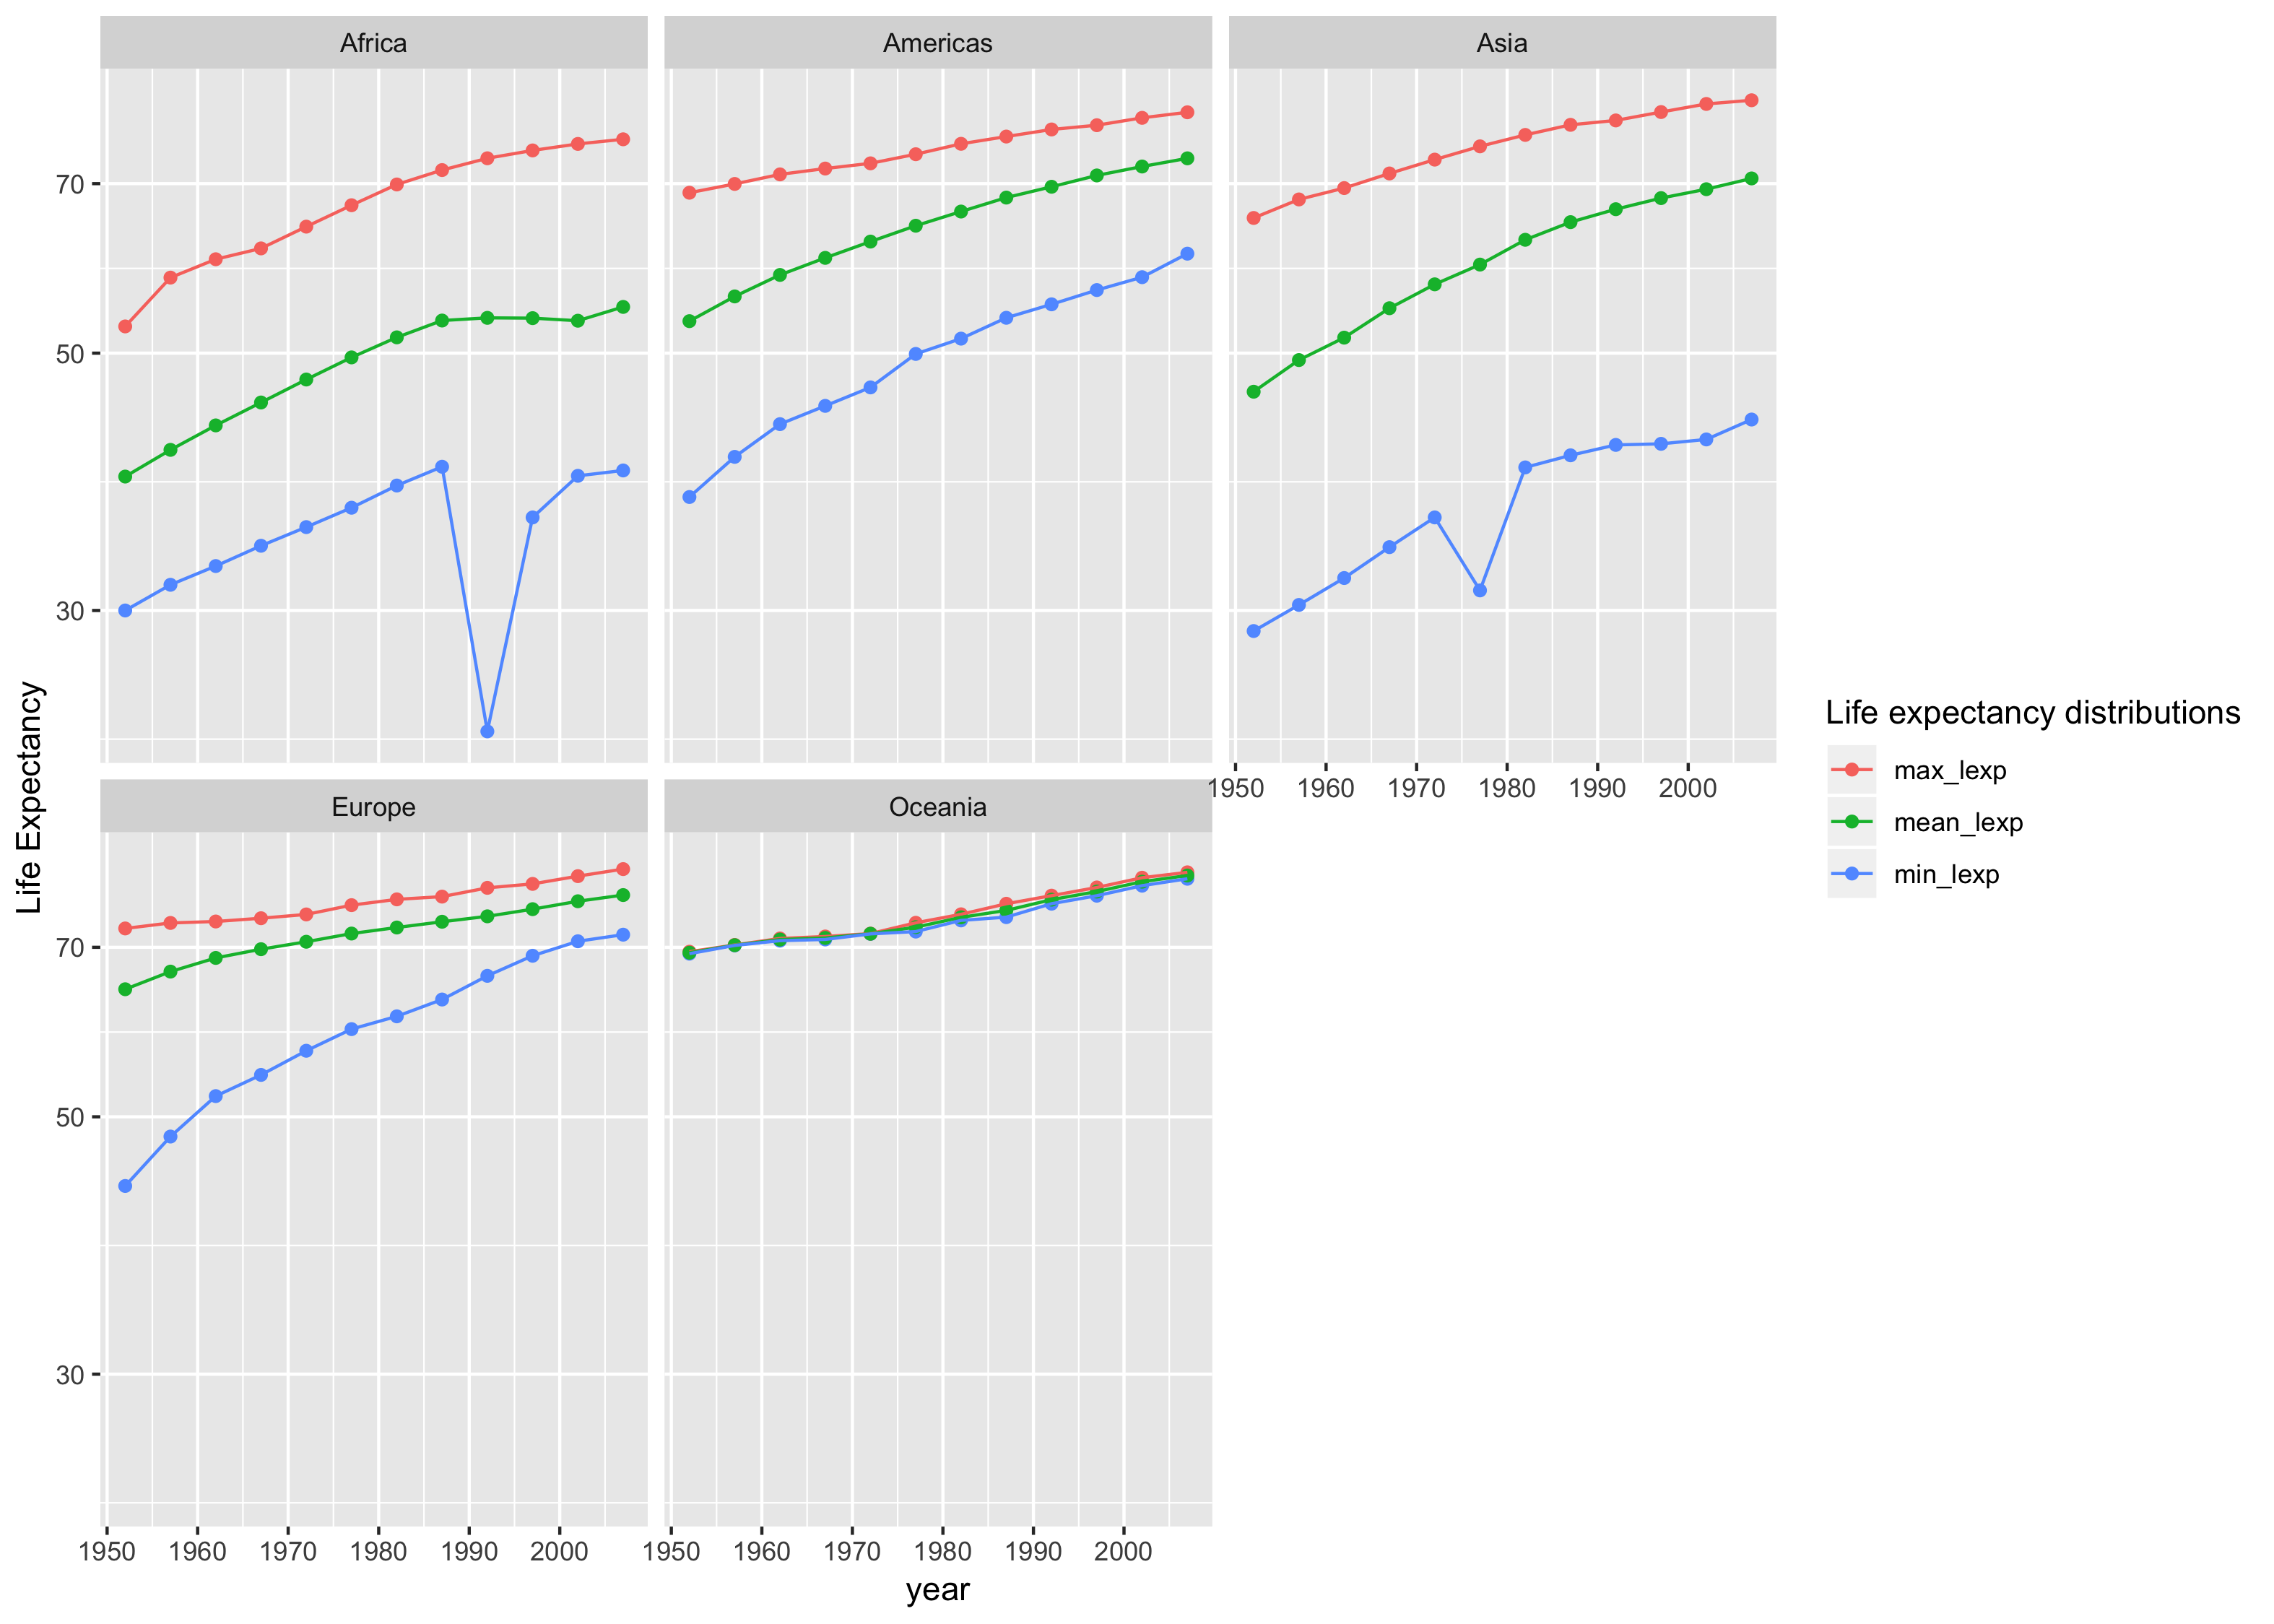 Africa
Americas
Asia
70
50
30
1950 1960 1970 1980 1990 2000
Life Expectancy
Life expectancy distributions
max_lexp
mean_lexp
min_lexp
Europe
Oceania
70
50
30
1950 1960 1970 1980 1990 2000
1950 1960 1970 1980 1990 2000
year